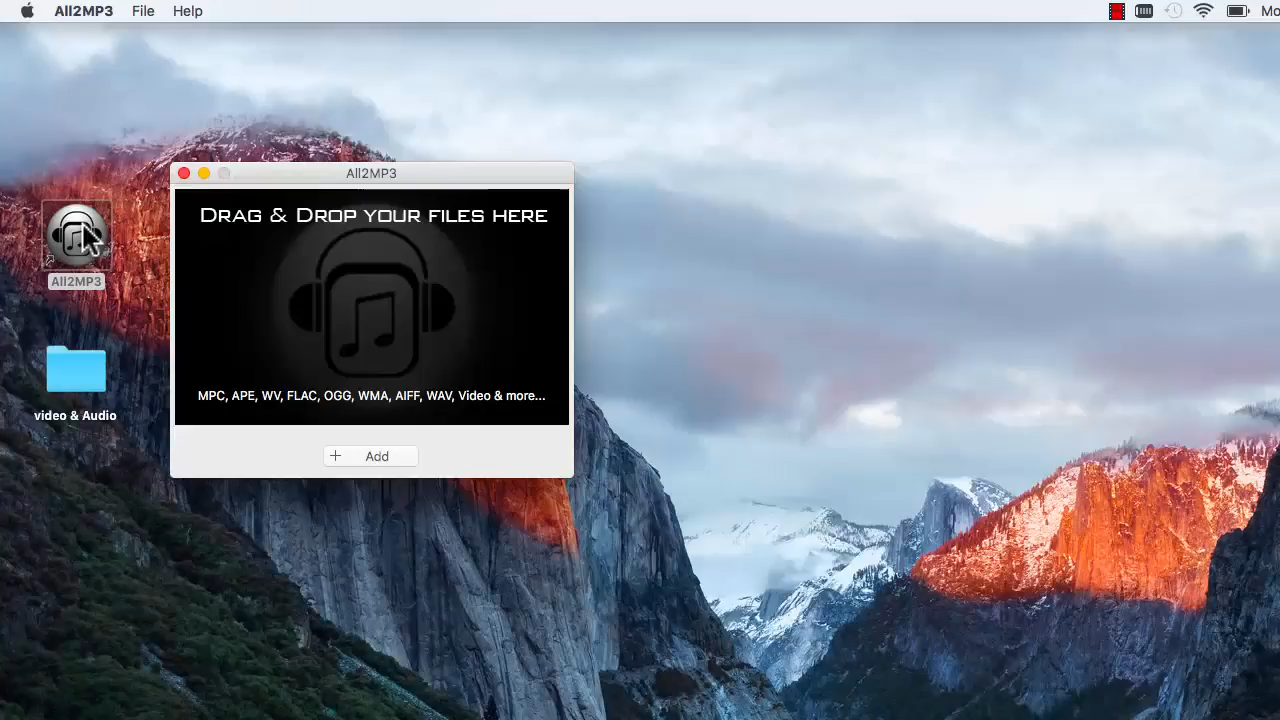 All2MP3 File Help
Mo
All2MP3
Drag & Drop your files here
MPC, APE, WV, FLAC, OGG, WMA, AIFF, WAV, Video & more...
+ Add
All2MP3
video & Audio